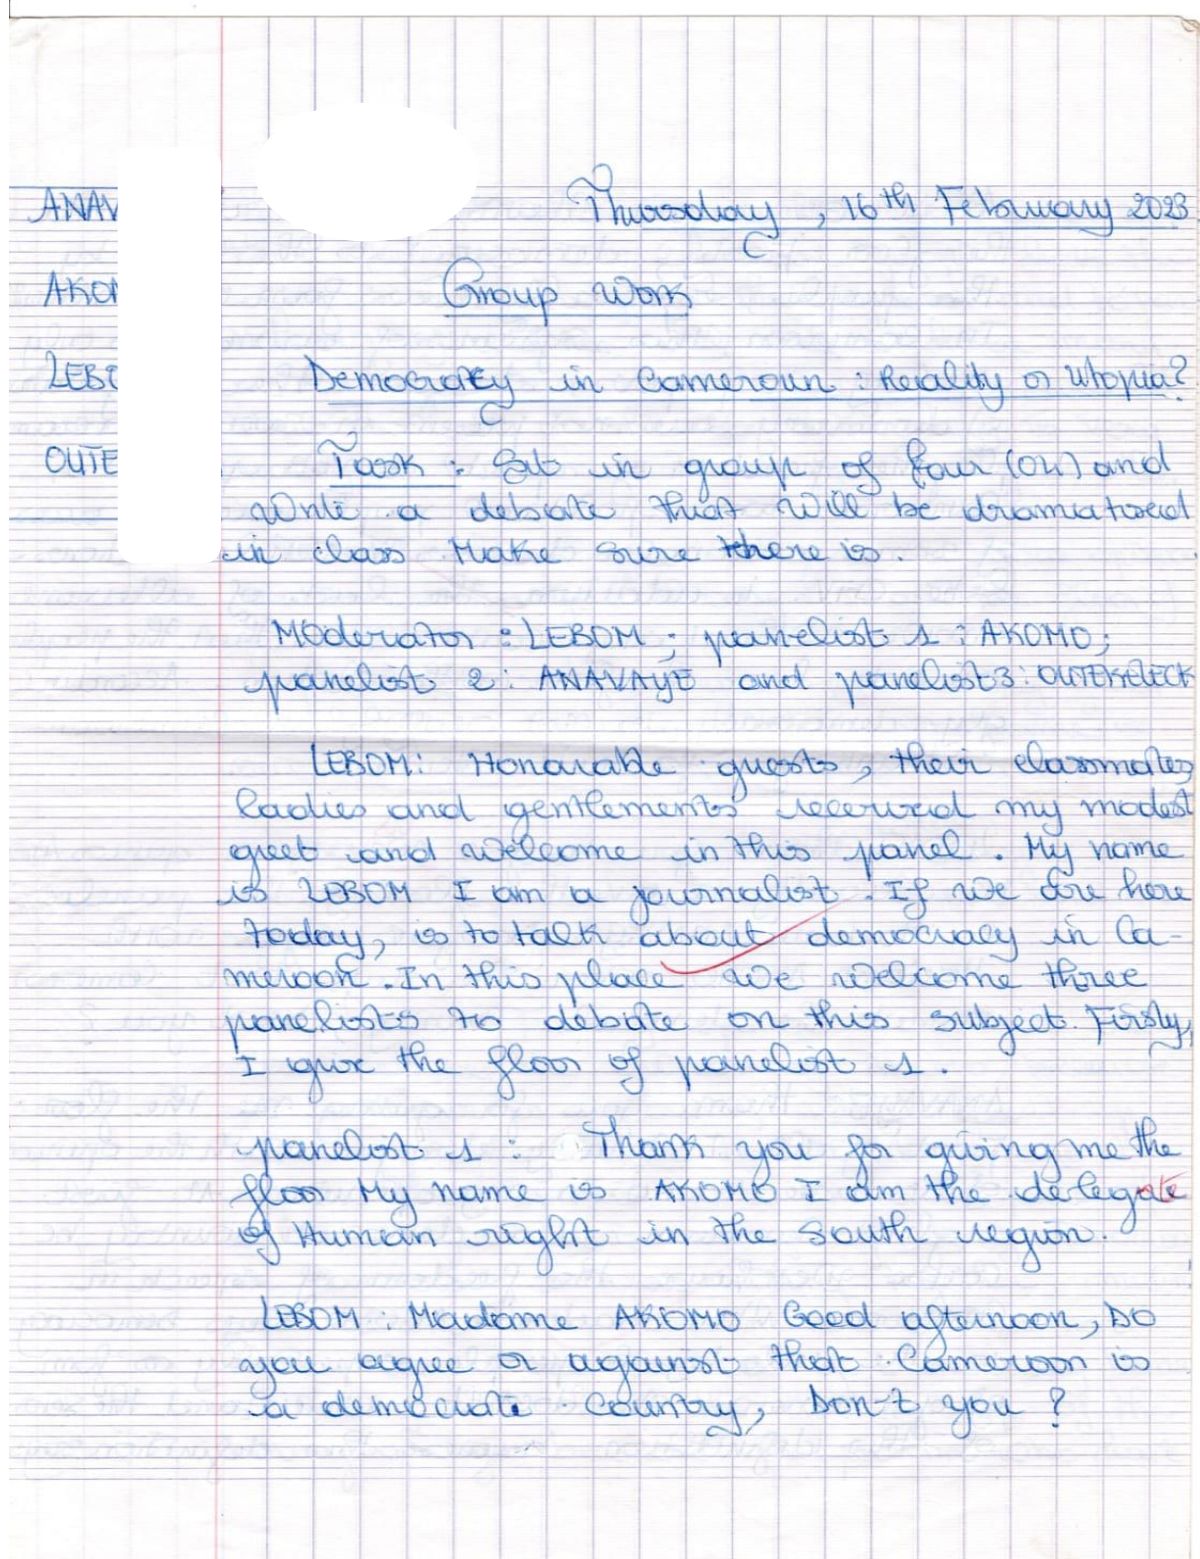 ANAV
Thursday, 16th February 2023
AKOM
Group Work
LEBO
Democracy in Cameroun : Reality or Utopia?
OUTE
Task : Sit in group of four (04) and
write a debate that will be dramatised
in class Make sure there is.
Moderator : LEBOM ; panelist 1 : AKOMO;
panelist 2 : ANAVAYE and panelist 3 : OUTEKELECK
LEBOM: Honorable guests, their classmates,
ladies and gentlements received my modest
greet and welcome in this panel. My name
is LEBOM I am a journalist. If we are here
today, is to talk about democracy in Ca-
meroon. In this place we welcome three
panelists to debate on this subject. Firsly,
I give the floor of panelist 1.
panelist 1 : Thank you for giving me the
floor My name is AKOMO I am the delegate
of Human right in the South region.
LEBOM : Madame AKOMO Good afternoon, Do
you agree or against that Cameroon is
a democrate country, Don't you ?